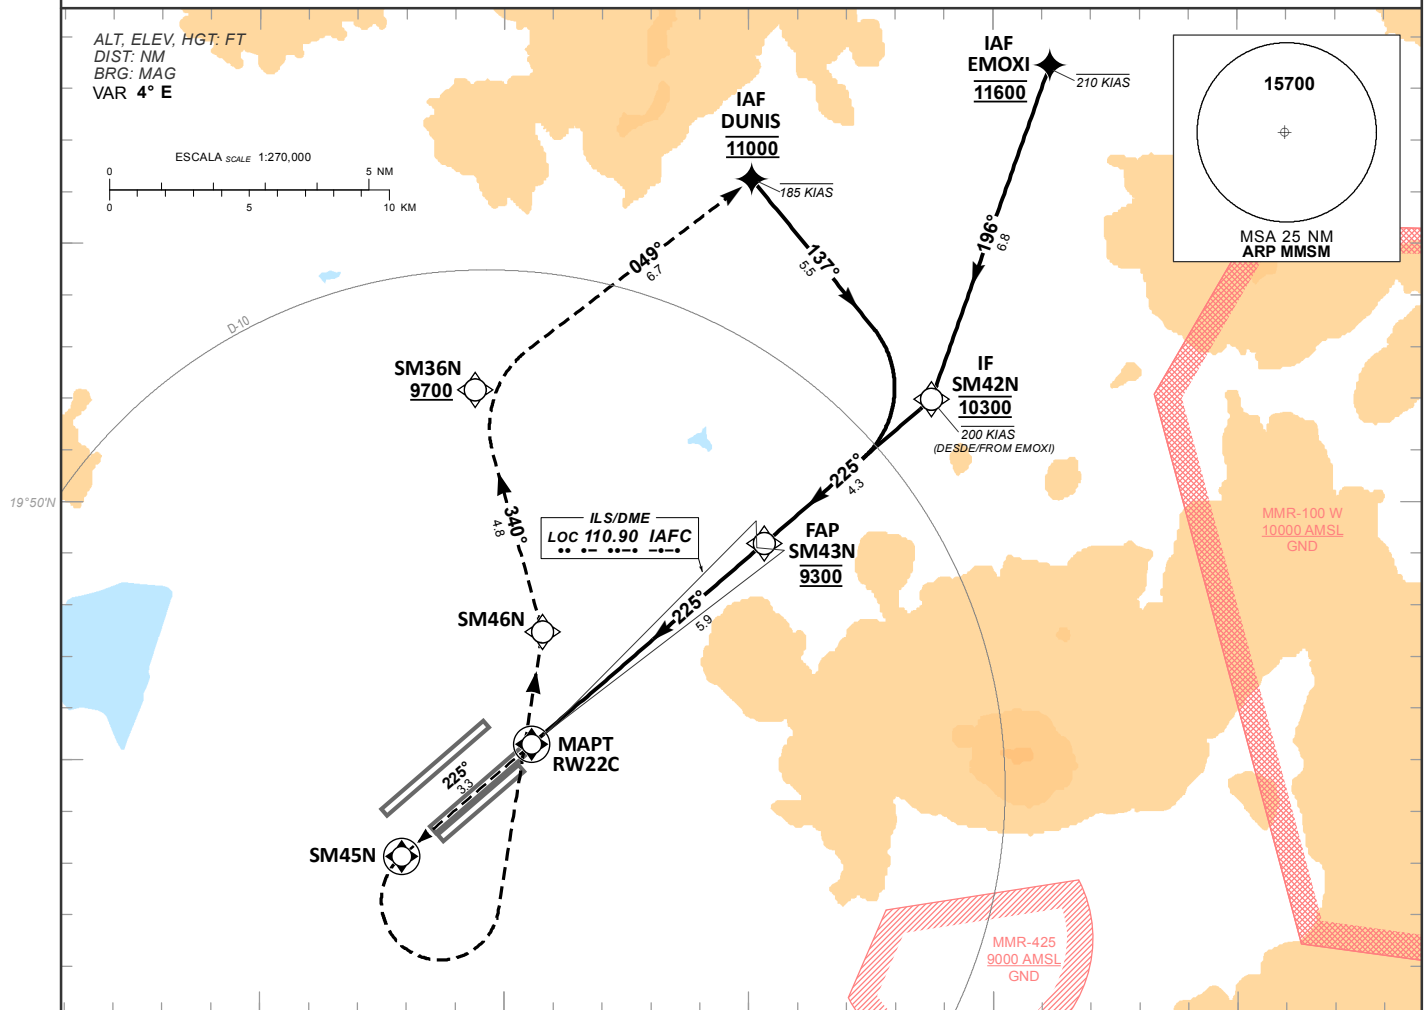 ALT, ELEV, HGT: FT
DIST: NM
BRG: MAG
VAR 4° E
ESCALA SCALE 1:270,000
0 5 NM
0 5 10 KM
IAF
DUNIS
11000
185 KIAS
IAF
EMOXI
11600
210 KIAS
15700
MSA 25 NM
ARP MMSM
196°
6.8
137°
5.5
049°
6.7
D-10
SM36N
9700
IF
SM42N
10300
200 KIAS
(DESDE/FROM EMOXI)
225°
4.3
19°50'N
340°
4.8
ILS/DME
LOC 110.90 IAFC
FAP
SM43N
9300
MMR-100 W
10000 AMSL
GND
225°
5.9
SM46N
MAPT
RW22C
225°
3.3
SM45N
MMR-425
9000 AMSL
GND